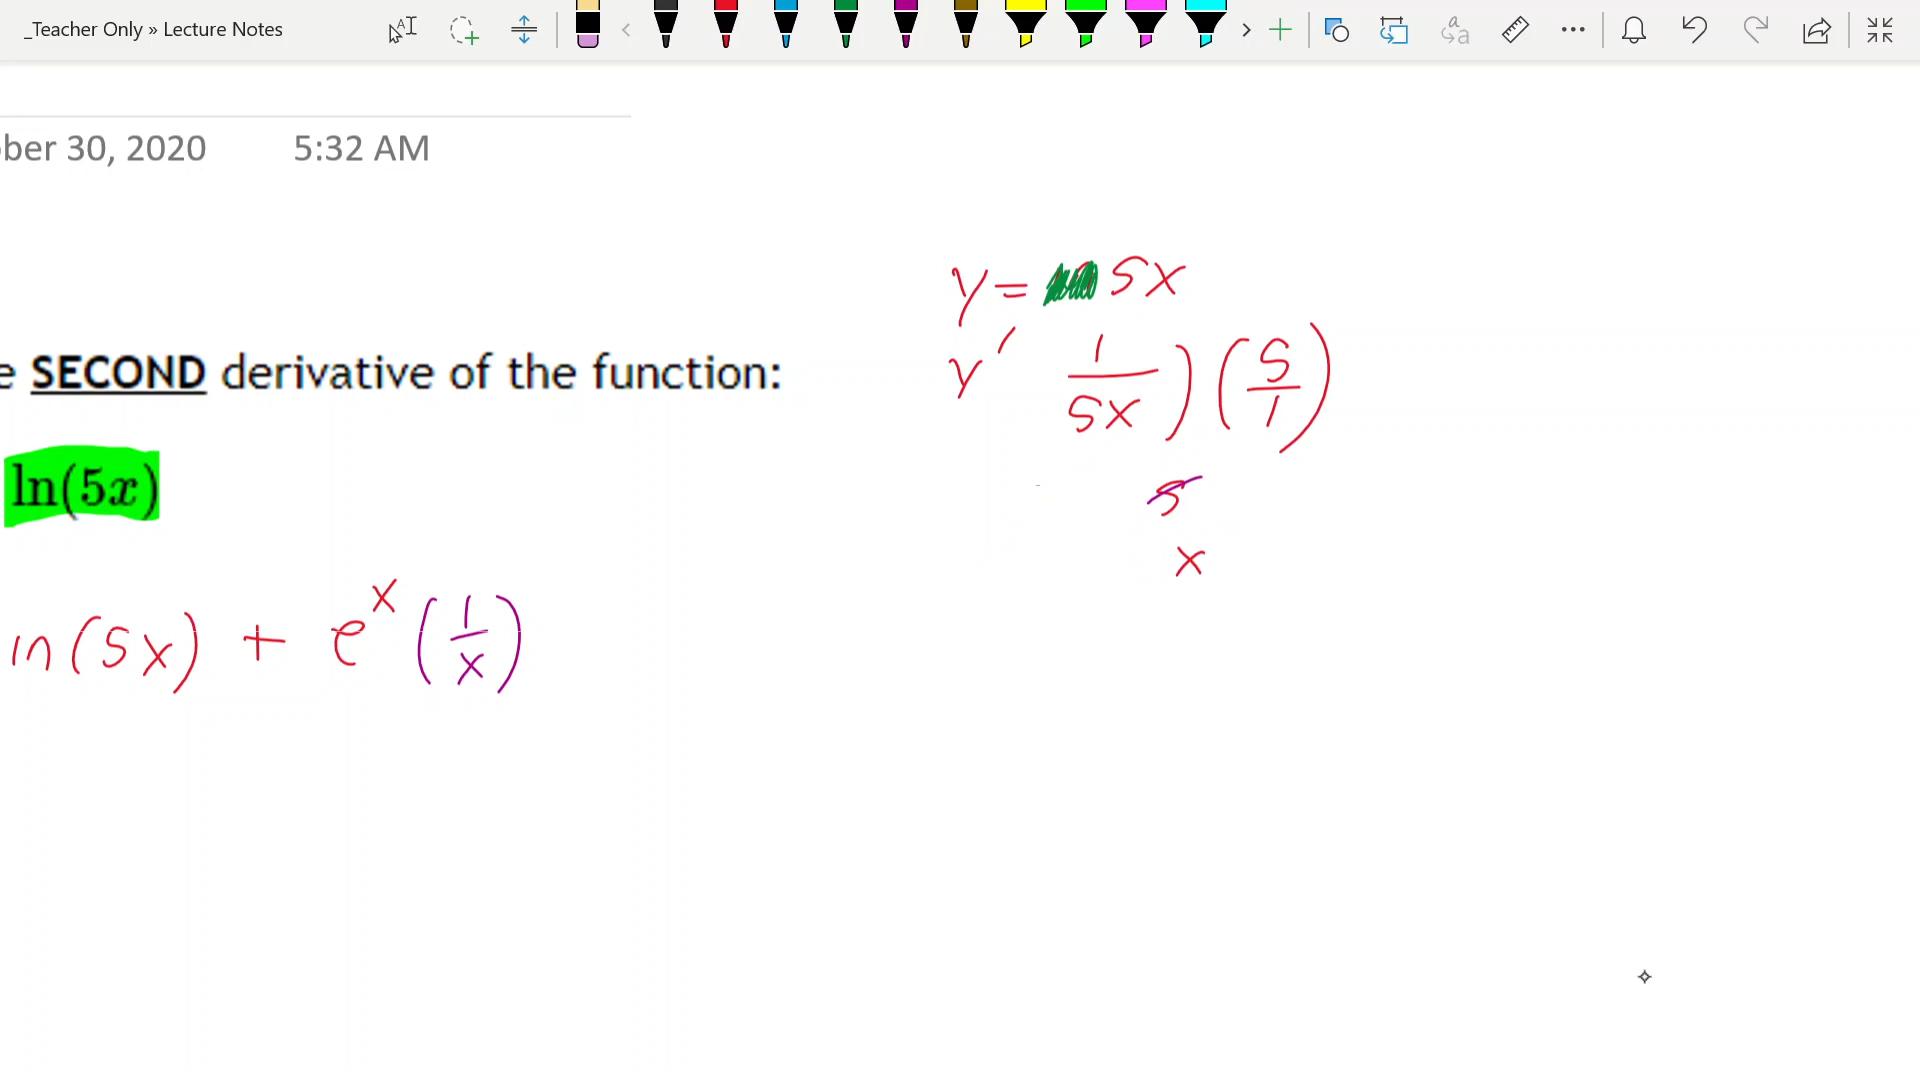 _Teacher Only » Lecture Notes
ber 30, 2020 5:32 AM
y = 5x
e SECOND derivative of the function:
y' 1/5x ) ( 5/1 )
ln(5x)
5
x
ln(5x) + e^x (1/x)